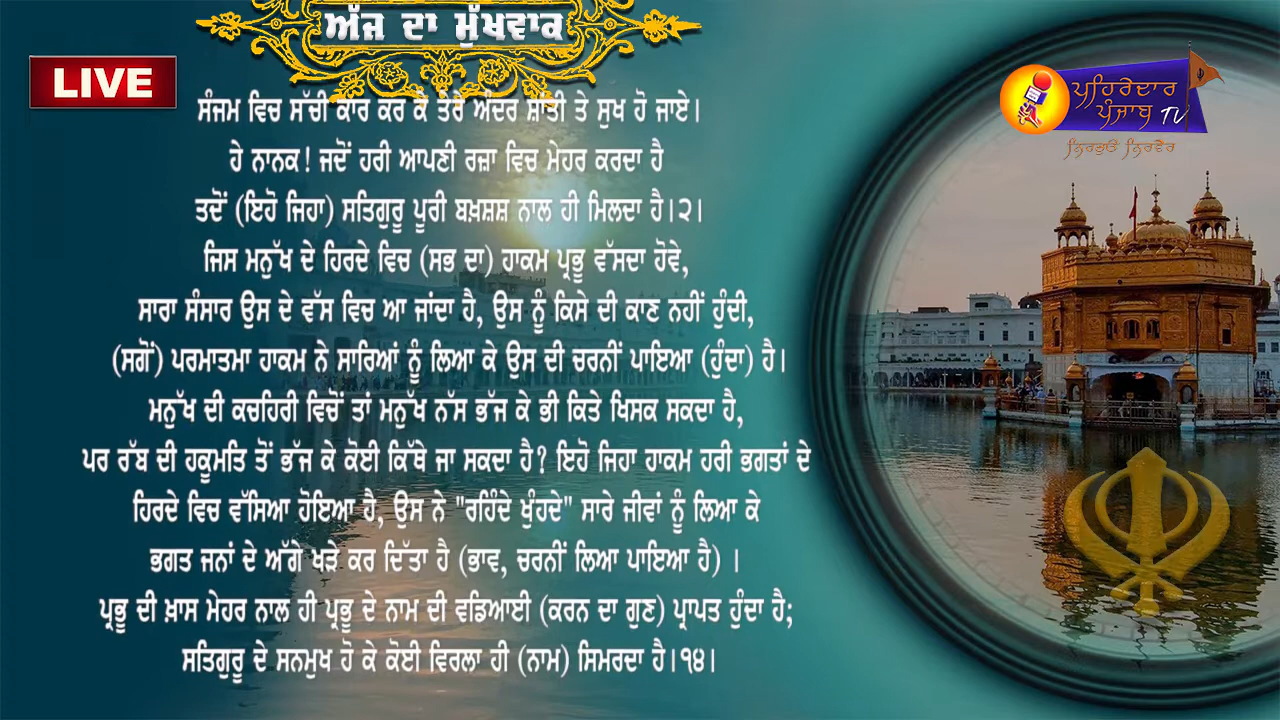 ਅੱਜ ਦਾ ਮੁੱਖਵਾਕ
LIVE
ਪਹਿਰੇਦਾਰ
ਪੰਜਾਬ TV
ਨਿਰਭਉ ਨਿਰਵੈਰ
ਸੰਜਮ ਵਿਚ ਸੱਚੀ ਕਾਰ ਕਰ ਕੇ ਤੇਰੇ ਅੰਦਰ ਸ਼ਾਂਤੀ ਤੇ ਸੁਖ ਹੋ ਜਾਏ।
ਹੇ ਨਾਨਕ! ਜਦੋਂ ਹਰੀ ਆਪਣੀ ਰਜ਼ਾ ਵਿਚ ਮੇਹਰ ਕਰਦਾ ਹੈ
ਤਦੋਂ (ਇਹੋ ਜਿਹਾ) ਸਤਿਗੁਰੂ ਪੂਰੀ ਬਖ਼ਸ਼ਸ਼ ਨਾਲ ਹੀ ਮਿਲਦਾ ਹੈ।੨।
ਜਿਸ ਮਨੁੱਖ ਦੇ ਹਿਰਦੇ ਵਿਚ (ਸਭ ਦਾ) ਹਾਕਮ ਪ੍ਰਭੂ ਵੱਸਦਾ ਹੋਵੇ,
ਸਾਰਾ ਸੰਸਾਰ ਉਸ ਦੇ ਵੱਸ ਵਿਚ ਆ ਜਾਂਦਾ ਹੈ, ਉਸ ਨੂੰ ਕਿਸੇ ਦੀ ਕਾਣ ਨਹੀਂ ਹੁੰਦੀ,
(ਸਗੋਂ) ਪਰਮਾਤਮਾ ਹਾਕਮ ਨੇ ਸਾਰਿਆਂ ਨੂੰ ਲਿਆ ਕੇ ਉਸ ਦੀ ਚਰਨੀਂ ਪਾਇਆ (ਹੁੰਦਾ) ਹੈ।
ਮਨੁੱਖ ਦੀ ਕਚਹਿਰੀ ਵਿਚੋਂ ਤਾਂ ਮਨੁੱਖ ਨੱਸ ਭੱਜ ਕੇ ਭੀ ਕਿਤੇ ਖਿਸਕ ਸਕਦਾ ਹੈ,
ਪਰ ਰੱਬ ਦੀ ਹਕੂਮਤਿ ਤੋਂ ਭੱਜ ਕੇ ਕੋਈ ਕਿੱਥੇ ਜਾ ਸਕਦਾ ਹੈ? ਇਹੋ ਜਿਹਾ ਹਾਕਮ ਹਰੀ ਭਗਤਾਂ ਦੇ
ਹਿਰਦੇ ਵਿਚ ਵੱਸਿਆ ਹੋਇਆ ਹੈ, ਉਸ ਨੇ "ਰਹਿੰਦੇ ਖੁੰਹਦੇ" ਸਾਰੇ ਜੀਵਾਂ ਨੂੰ ਲਿਆ ਕੇ
ਭਗਤ ਜਨਾਂ ਦੇ ਅੱਗੇ ਖੜੇ ਕਰ ਦਿੱਤਾ ਹੈ (ਭਾਵ, ਚਰਨੀਂ ਲਿਆ ਪਾਇਆ ਹੈ) ।
ਪ੍ਰਭੂ ਦੀ ਖ਼ਾਸ ਮੇਹਰ ਨਾਲ ਹੀ ਪ੍ਰਭੂ ਦੇ ਨਾਮ ਦੀ ਵਡਿਆਈ (ਕਰਨ ਦਾ ਗੁਣ) ਪ੍ਰਾਪਤ ਹੁੰਦਾ ਹੈ;
ਸਤਿਗੁਰੂ ਦੇ ਸਨਮੁਖ ਹੋ ਕੇ ਕੋਈ ਵਿਰਲਾ ਹੀ (ਨਾਮ) ਸਿਮਰਦਾ ਹੈ।੧੪।